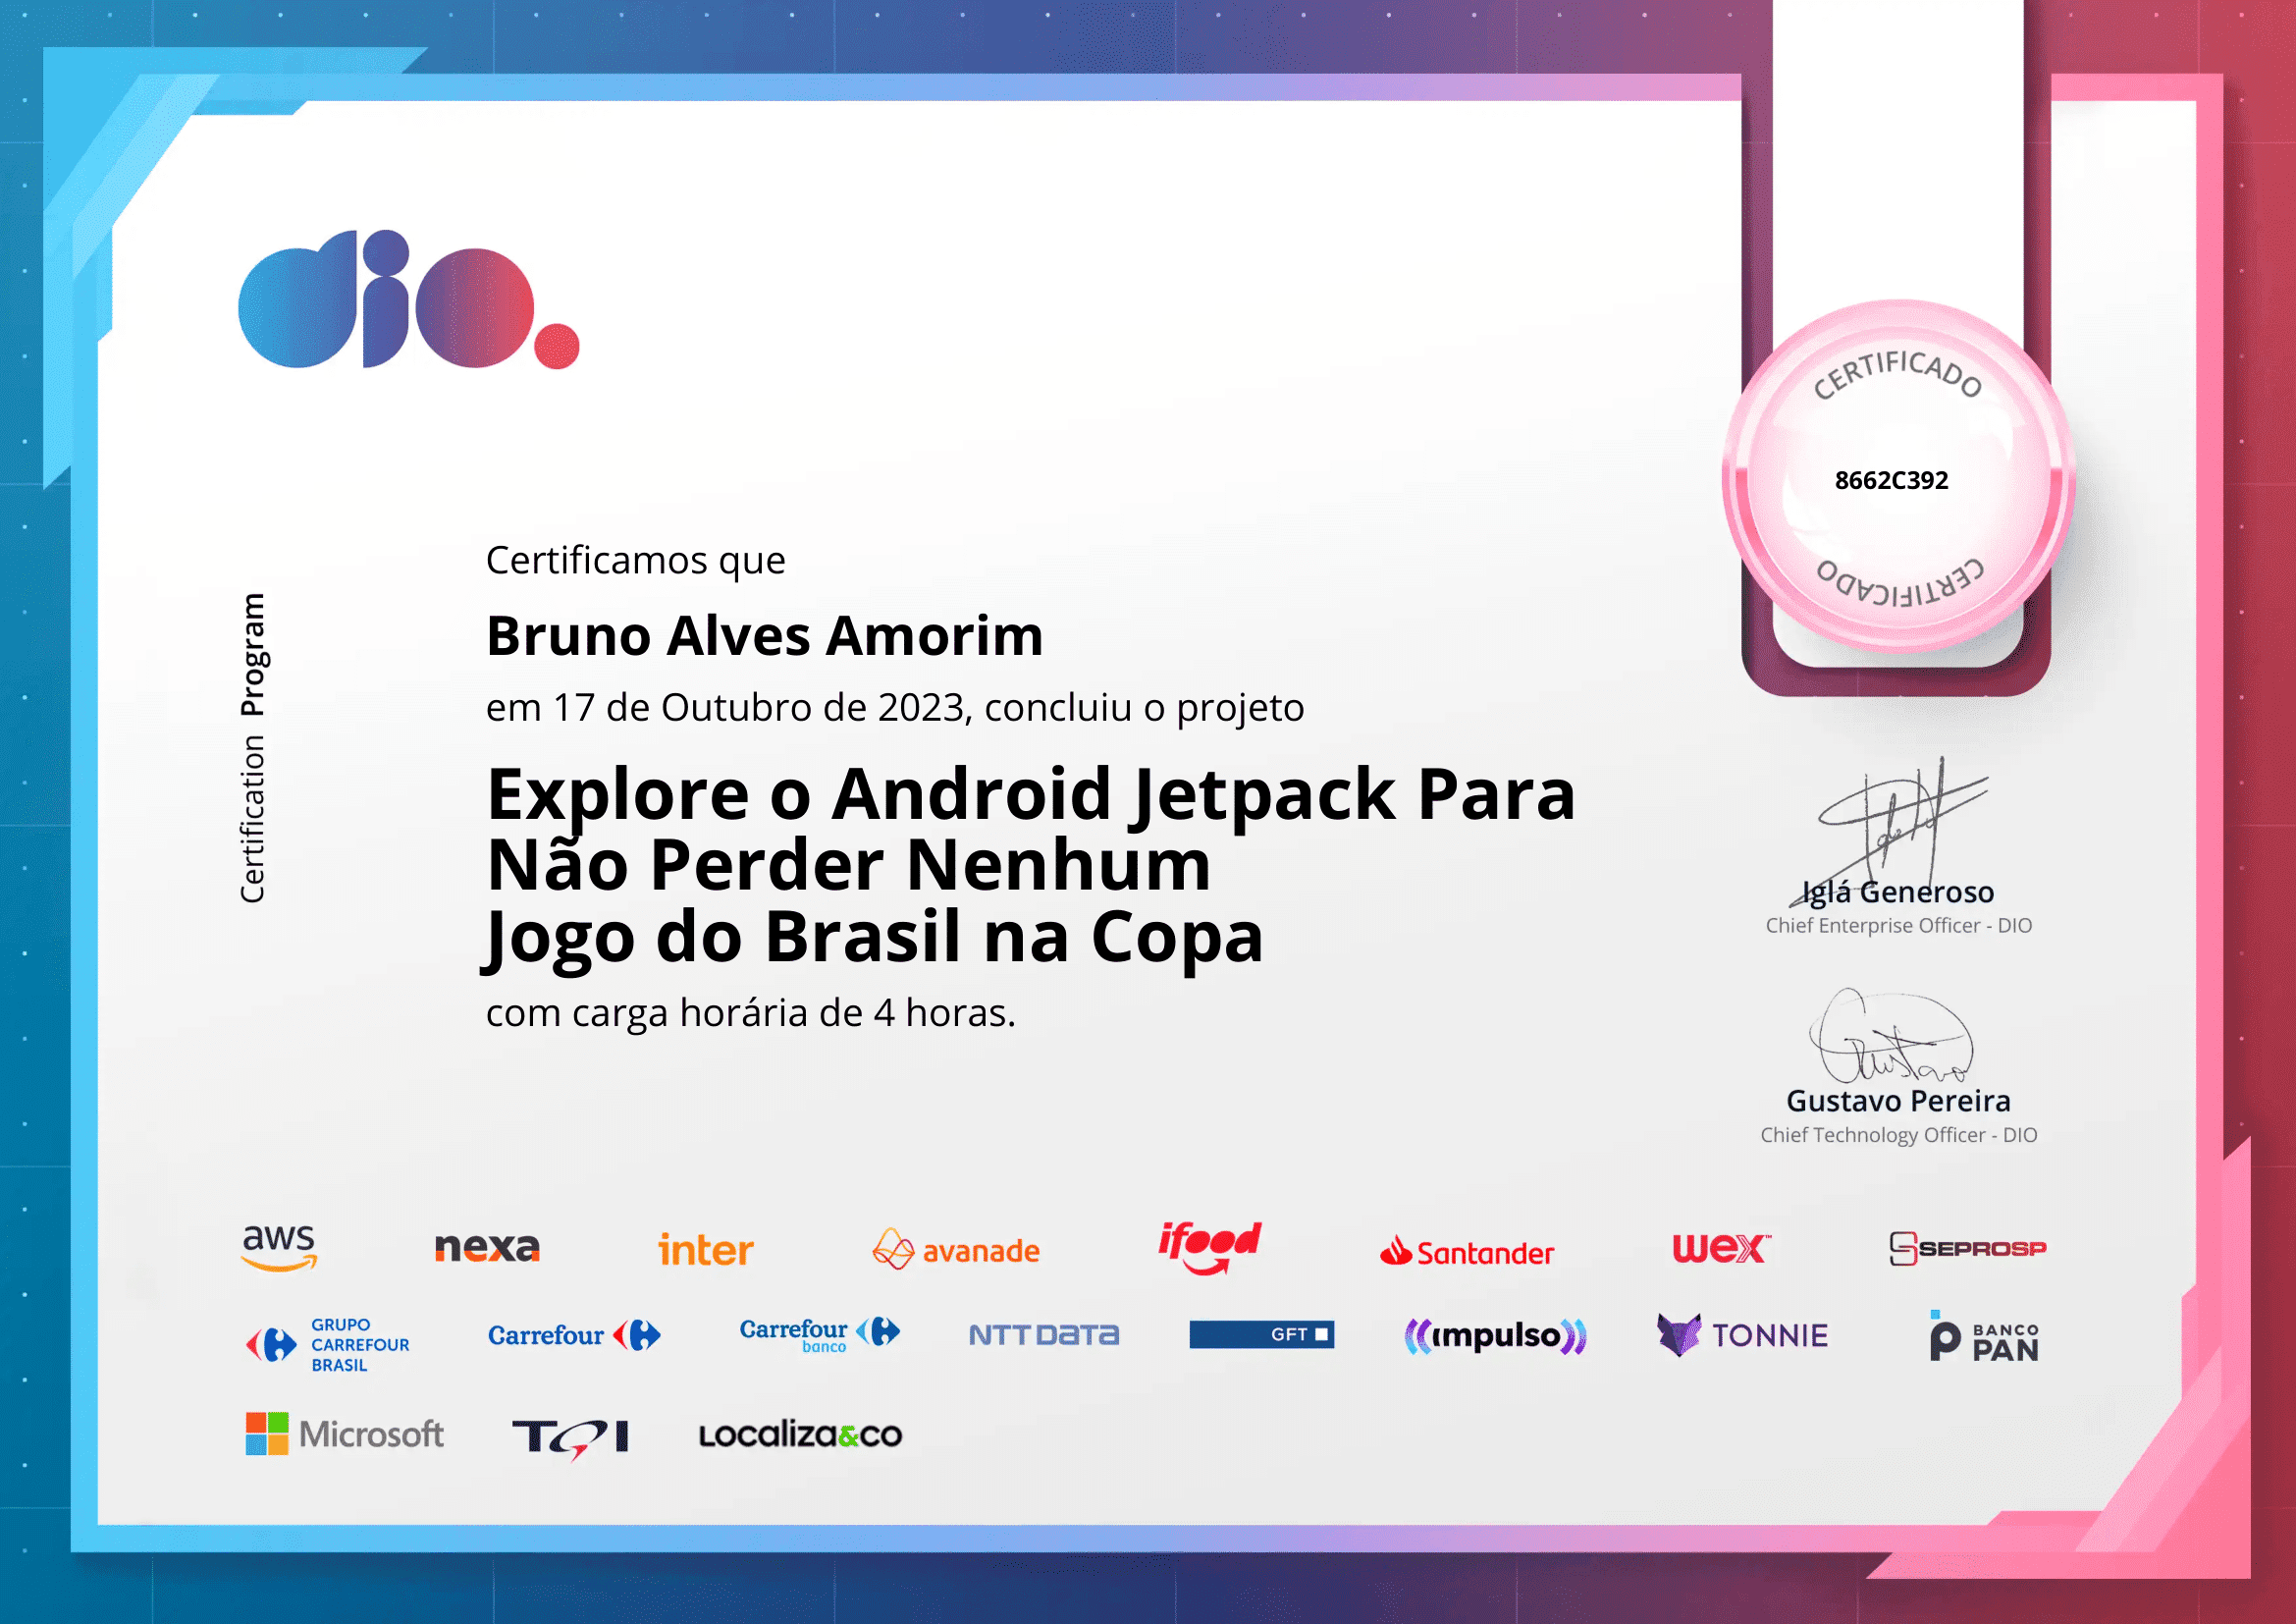 dio.
CERTIFICADO
8662C392
CERTIFICADO
Certification Program
Certificamos que
Bruno Alves Amorim
em 17 de Outubro de 2023, concluiu o projeto
Explore o Android Jetpack Para
Não Perder Nenhum
Jogo do Brasil na Copa
com carga horária de 4 horas.
Iglá Generoso
Chief Enterprise Officer - DIO
Gustavo
Gustavo Pereira
Chief Technology Officer - DIO
aws nexa inter avanade ifood Santander wex™ SEPROSP
GRUPO
CARREFOUR
BRASIL
Carrefour
Carrefour
banco
NTT DATA
GFT
impulso
TONNIE
BANCO
PAN
Microsoft TQI Localiza&co